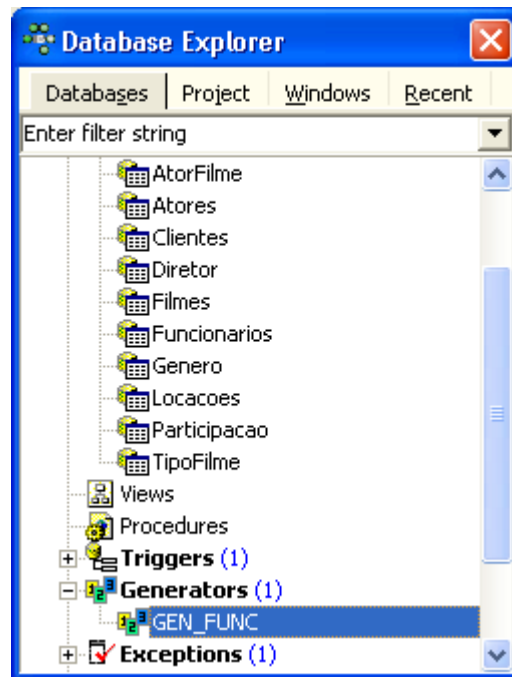 Database Explorer
Databases Project Windows Recent
Enter filter string
AtorFilme
Atores
Clientes
Diretor
Filmes
Funcionarios
Genero
Locacoes
Participacao
TipoFilme
Views
Procedures
Triggers (1)
Generators (1)
GEN_FUNC
Exceptions (1)